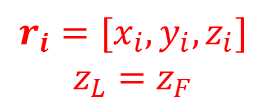 r_i = [x_i, y_i, z_i]
z_L = z_F